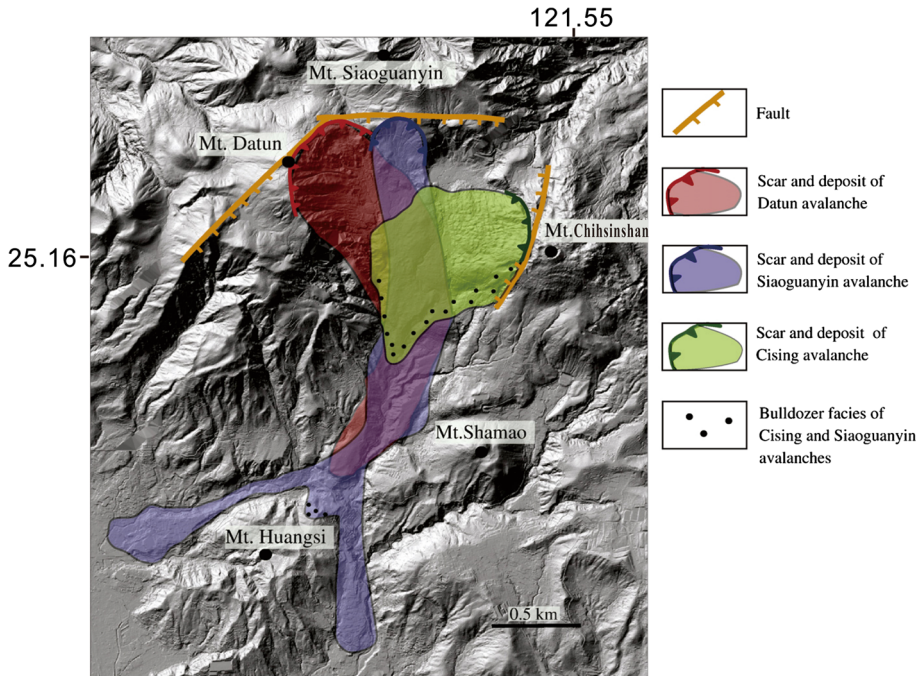 121.55
Mt. Siaoguanyin
Mt. Datun
25.16
Mt.Chihsinshan
Mt.Shamao
Mt. Huangsi
0.5 km
Fault
Scar and deposit of
Datun avalanche
Scar and deposit of
Siaoguanyin avalanche
Scar and deposit of
Cising avalanche
Bulldozer facies of
Cising and Siaoguanyin
avalanches